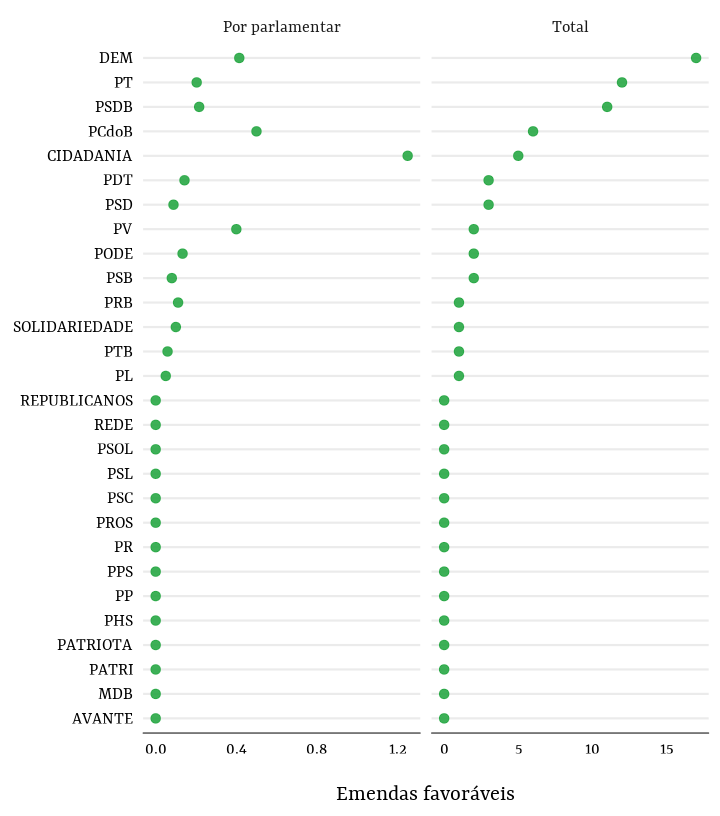 Por parlamentar Total
DEM
PT
PSDB
PCdoB
CIDADANIA
PDT
PSD
PV
PODE
PSB
PRB
SOLIDARIEDADE
PTB
PL
REPUBLICANOS
REDE
PSOL
PSL
PSC
PROS
PR
PPS
PP
PHS
PATRIOTA
PATRI
MDB
AVANTE
0.0 0.4 0.8 1.2 0 5 10 15
Emendas favoráveis